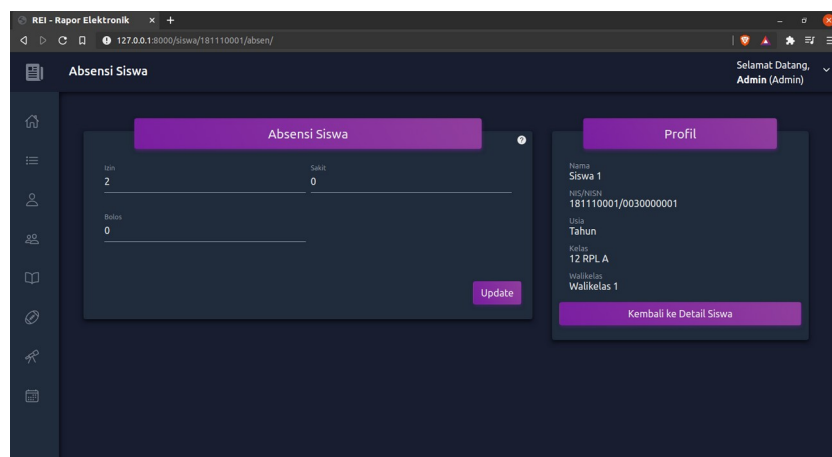 REI - Rapor Elektronik
127.0.0.1:8000/siswa/181110001/absen/
Absensi Siswa
Selamat Datang,
Admin (Admin)
Absensi Siswa
Izin
2
Sakit
0
Bolos
0
Update
Profil
Nama
Siswa 1
NIS/NISN
181110001/0030000001
Usia
Tahun
Kelas
12 RPL A
Walikelas
Walikelas 1
Kembali ke Detail Siswa